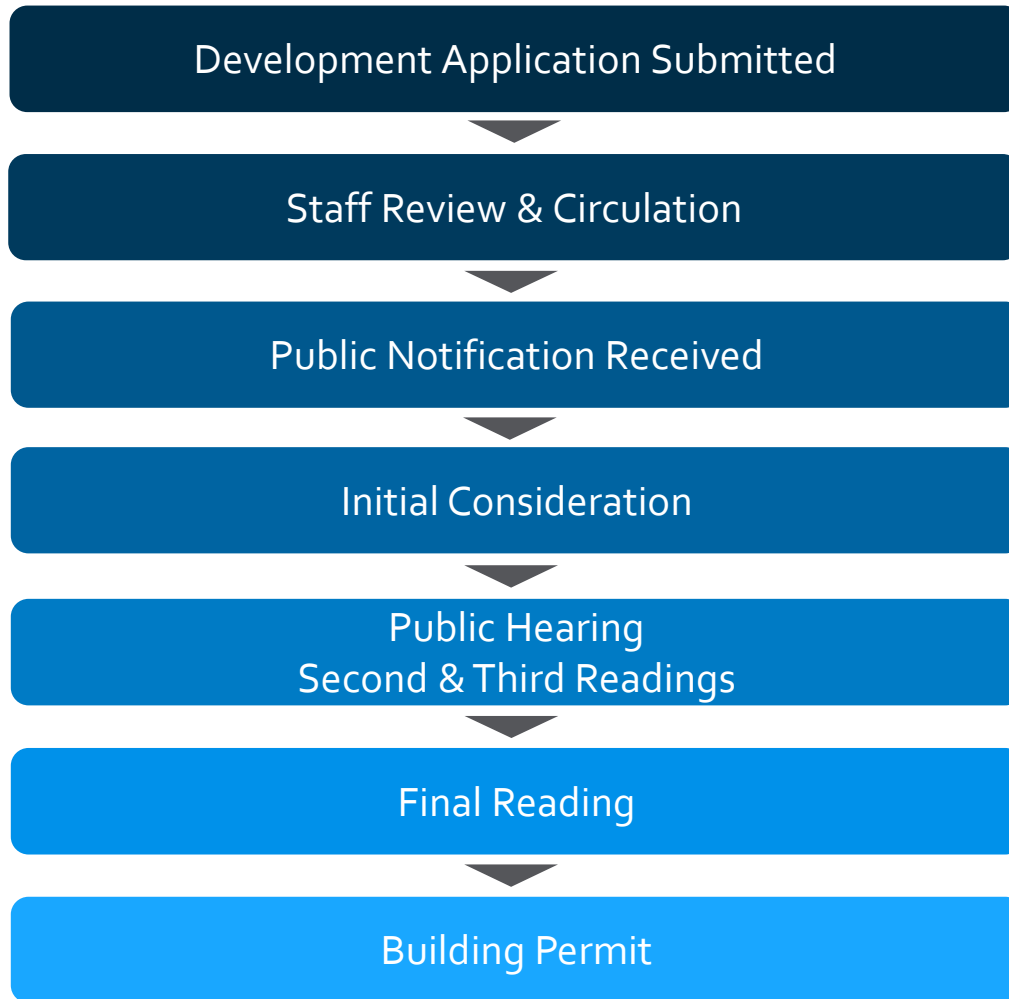 Development Application Submitted
Staff Review & Circulation
Public Notification Received
Initial Consideration
Public Hearing
Second & Third Readings
Final Reading
Building Permit